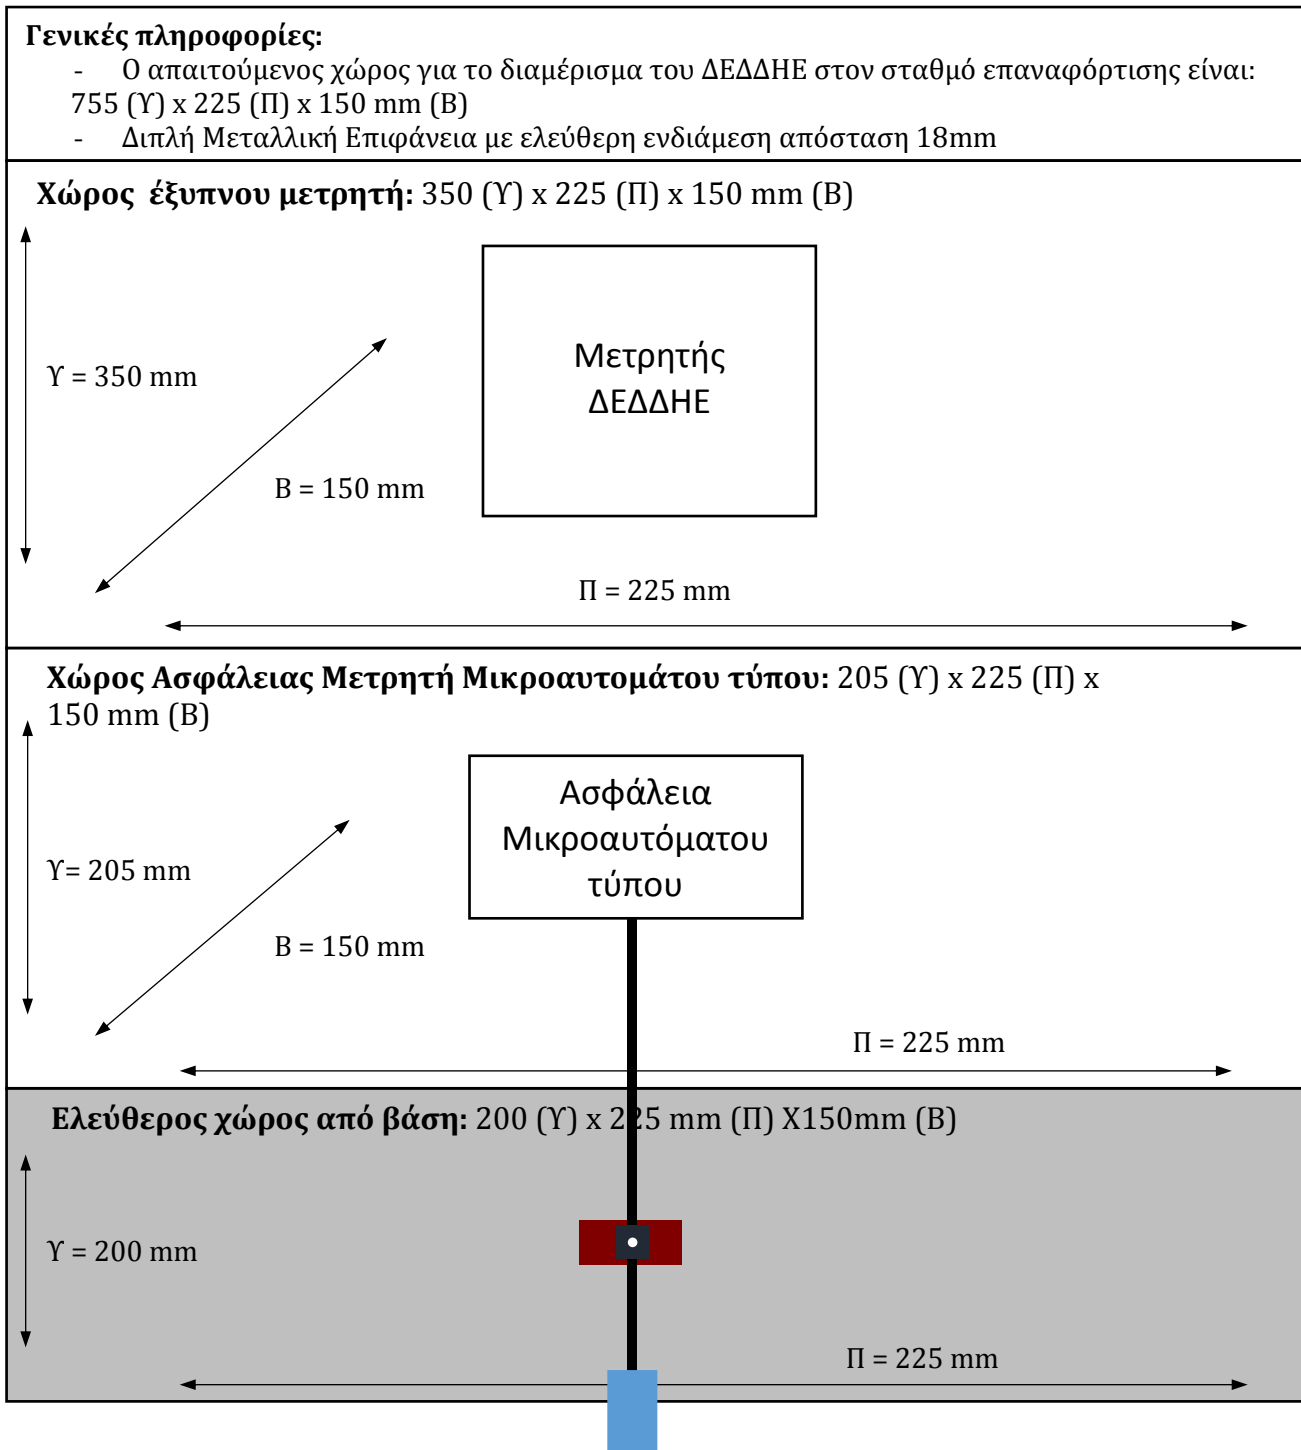 Γενικές πληροφορίες:
- Ο απαιτούμενος χώρος για το διαμέρισμα του ΔΕΔΔΗΕ στον σταθμό επαναφόρτισης είναι:
755 (Υ) x 225 (Π) x 150 mm (Β)
- Διπλή Μεταλλική Επιφάνεια με ελεύθερη ενδιάμεση απόσταση 18mm
Χώρος έξυπνου μετρητή: 350 (Υ) x 225 (Π) x 150 mm (Β)
Μετρητής
ΔΕΔΔΗΕ
Υ = 350 mm
Β = 150 mm
Π = 225 mm
Χώρος Ασφάλειας Μετρητή Μικροαυτομάτου τύπου: 205 (Υ) x 225 (Π) x
150 mm (Β)
Ασφάλεια
Μικροαυτόματου
τύπου
Υ= 205 mm
Β = 150 mm
Π = 225 mm
Ελεύθερος χώρος από βάση: 200 (Υ) x 225 mm (Π) Χ150mm (Β)
Υ = 200 mm
Π = 225 mm